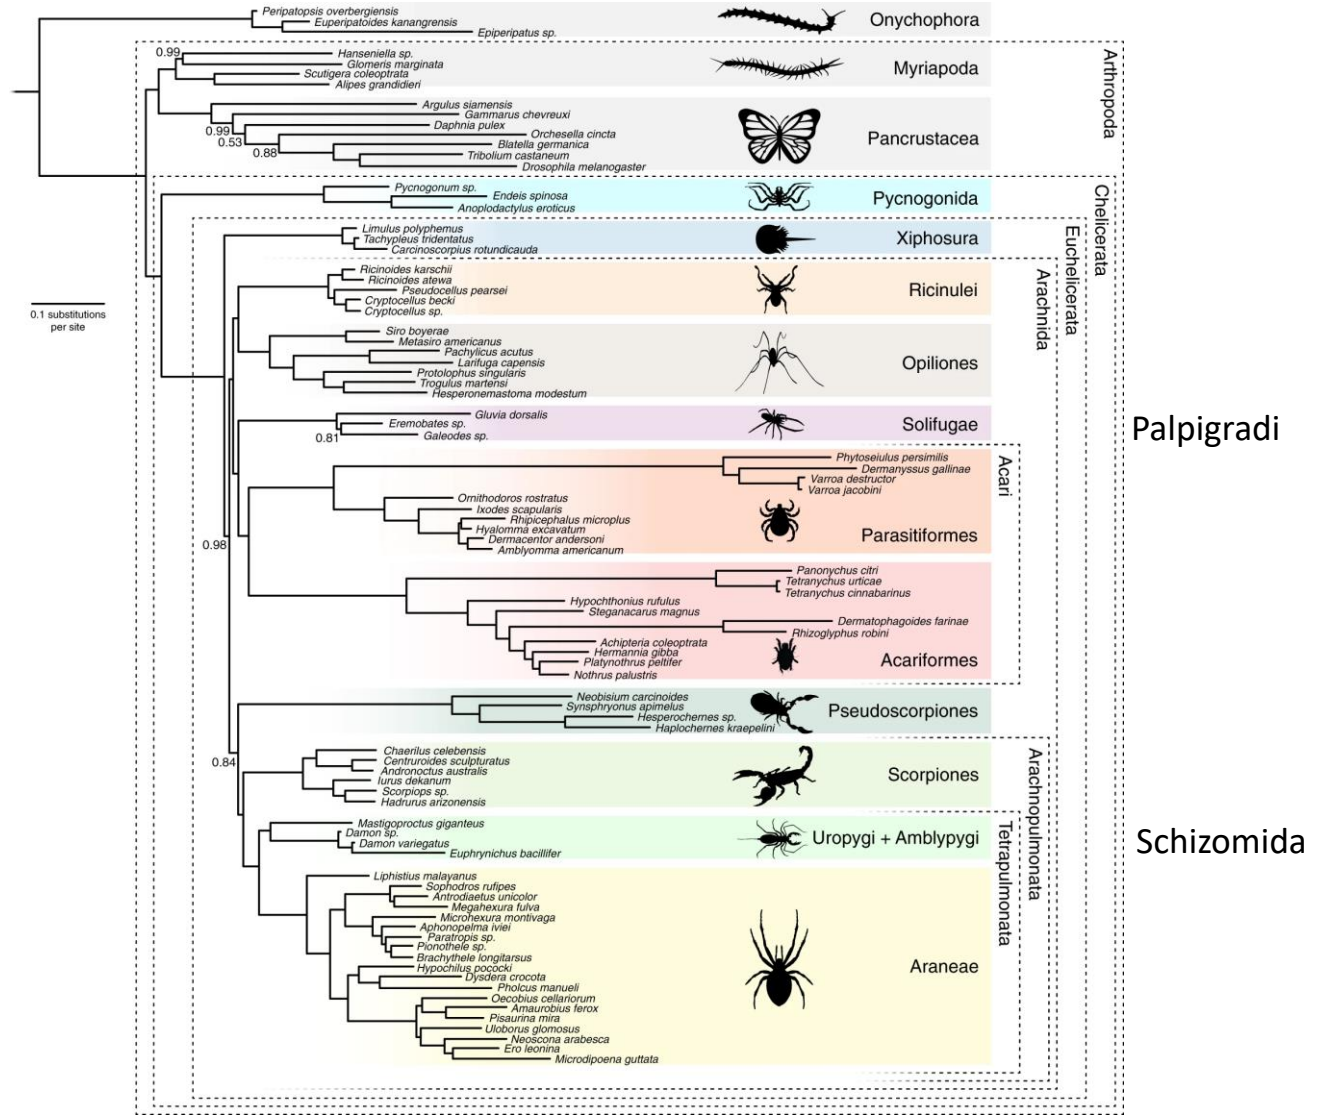 Peripatopsis overbergiensis
Euperipatoides kanangrensis
Epiperipatus sp.
Onychophora
Arthropoda
0.99
Hanseniella sp.
Glomeris marginata
Scutigera coleoptrata
Alipes grandidieri
Myriapoda
Argulus siamensis
Gammarus chevreuxi
Daphnia pulex
Orchesella cincta
Blatella germanica
Tribolium castaneum
Drosophila melanogaster
0.99
0.53
0.88
Pancrustacea
Chelicerata
Pycnogonum sp.
Endeis spinosa
Anoplodactylus eroticus
Pycnogonida
Euchelicerata
Limulus polyphemus
Tachypleus tridentatus
Carcinoscorpius rotundicauda
Xiphosura
Arachnida
Ricinoides karschii
Ricinoides atewa
Pseudocellus pearsei
Cryptocellus becki
Cryptocellus sp.
Ricinulei
0.1 substitutions
per site
Siro boyerae
Metasiro americanus
Pachylicus acutus
Larifuga capensis
Protolophus singularis
Trogulus martensi
Hesperonemastoma modestum
Opiliones
Gluvia dorsalis
Eremobates sp.
Galeodes sp.
0.81
Solifugae
Palpigradi
Acari
Phytoseiulus persimilis
Dermanyssus gallinae
Varroa destructor
Varroa jacobini
Ornithodoros rostratus
Ixodes scapularis
Rhipicephalus microplus
Hyalomma excavatum
Dermacentor andersoni
Amblyomma americanum
Parasitiformes
0.98
Panonychus citri
Tetranychus urticae
Tetranychus cinnabarinus
Hypochthonius rufulus
Steganacarus magnus
Dermatophagoides farinae
Rhizoglyphus robini
Achipteria coleoptrata
Hermannia gibba
Platynothrus peltifer
Nothrus palustris
Acariformes
Neobisium carcinoides
Synsphryonus apimelus
Hesperochernes sp.
Haplochernes kraepelini
Pseudoscorpiones
0.84
Arachnopulmonata
Chaerilus celebensis
Centruroides sculpturatus
Andronoctus australis
Iurus dekanum
Scorpiops sp.
Hadrurus arizonensis
Scorpiones
Tetrapulmonata
Mastigoproctus giganteus
Damon sp.
Damon variegatus
Euphrynichus bacillifer
Uropygi + Amblypygi
Schizomida
Liphistius malayanus
Sophodros rufipes
Antrodiaetus unicolor
Megahexura fulva
Microhexura montivaga
Aphonopelma iviei
Paratropis sp.
Pionothele sp.
Brachythele longitarsus
Hypochilus pococki
Dysdera crocota
Pholcus manueli
Oecobius cellariorum
Amaurobius ferox
Pisaurina mira
Uloborus glomosus
Neoscona arabesca
Ero leonina
Microdipoena guttata
Araneae